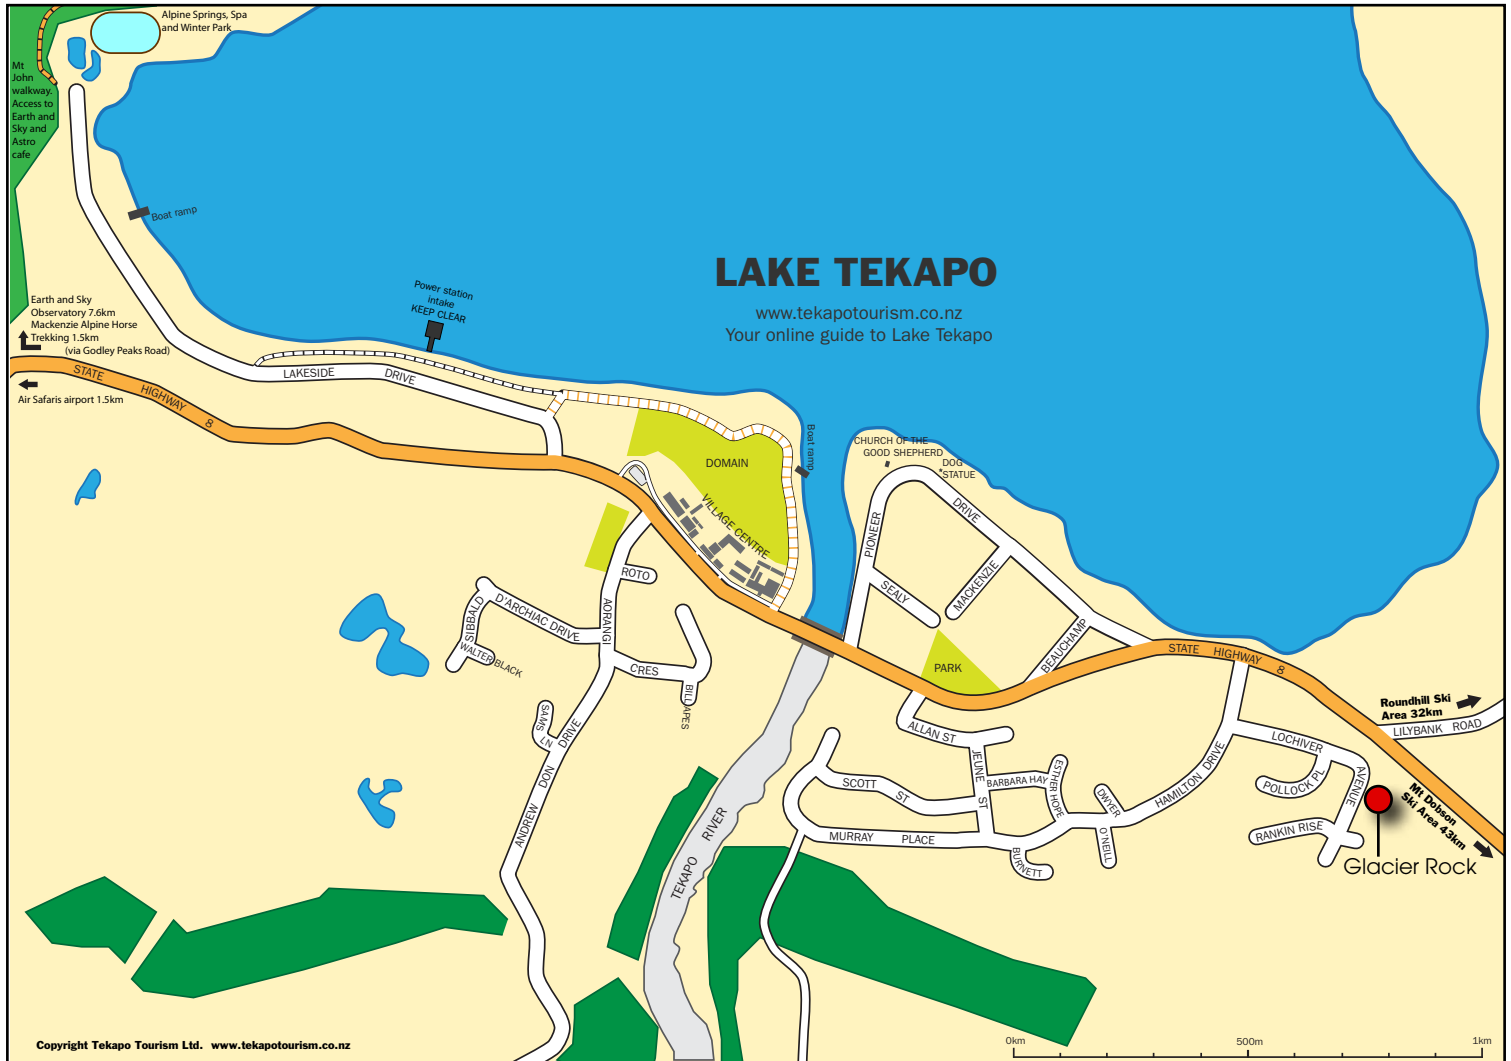 Alpine Springs, Spa
and Winter Park
Mt
John
walkway.
Access to
Earth and
Sky and
Astro
cafe
Boat ramp
LAKE TEKAPO
www.tekapotourism.co.nz
Your online guide to Lake Tekapo
Power station
intake
KEEP CLEAR
Earth and Sky
Observatory 7.6km
Mackenzie Alpine Horse
Trekking 1.5km
(via Godley Peaks Road)
STATE HIGHWAY 8
Air Safaris airport 1.5km
LAKESIDE DRIVE
Boat ramp
CHURCH OF THE
GOOD SHEPHERD
DOG
*STATUE
DOMAIN
VILLAGE CENTRE
PIONEER DRIVE
SEALY
MACKENZIE
BEAUCHAMP
PARK
STATE HIGHWAY 8
ROTO
AORANGI
CRES
D'ARCHIAC DRIVE
SIBBALD
WALTER BLACK
BILL APES
SAMS LN
ANDREW DON DRIVE
TEKAPO RIVER
ALLAN ST
JEUNE ST
SCOTT ST
BARBARA HAY
ESTHER HOPE
DWYER
O'NEILL
HAMILTON DRIVE
MURRAY PLACE
BURNETT
LOCHIVER AVENUE
POLLOCK PL
RANKIN RISE
Roundhill Ski
Area 32km
LILYBANK ROAD
Mt Dobson
Ski Area 43km
Glacier Rock
Copyright Tekapo Tourism Ltd. www.tekapotourism.co.nz
0km 500m 1km